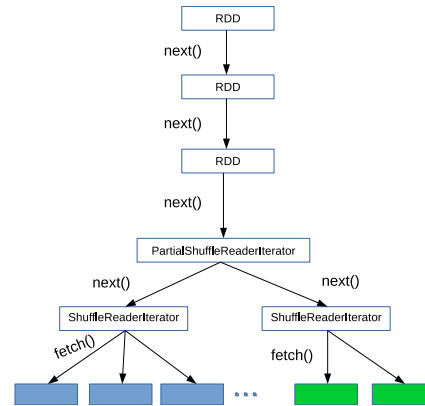 RDD
next()
RDD
next()
RDD
next()
PartialShuffleReaderIterator
next()
next()
ShuffleReaderIterator
ShuffleReaderIterator
fetch()
fetch()
...